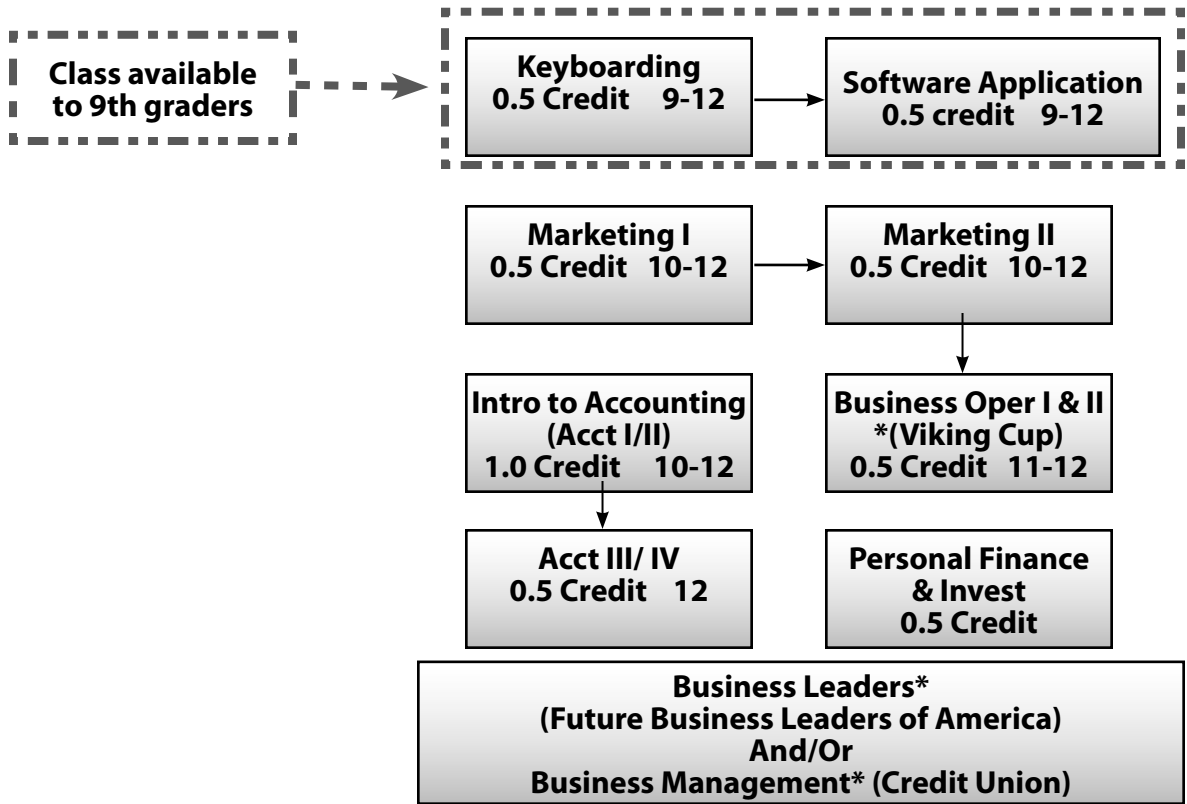 Class available
to 9th graders
Keyboarding
0.5 Credit 9-12
Software Application
0.5 credit 9-12
Marketing I
0.5 Credit 10-12
Marketing II
0.5 Credit 10-12
Intro to Accounting
(Acct I/II)
1.0 Credit 10-12
Business Oper I & II
*(Viking Cup)
0.5 Credit 11-12
Acct III/ IV
0.5 Credit 12
Personal Finance
& Invest
0.5 Credit
Business Leaders*
(Future Business Leaders of America)
And/Or
Business Management* (Credit Union)